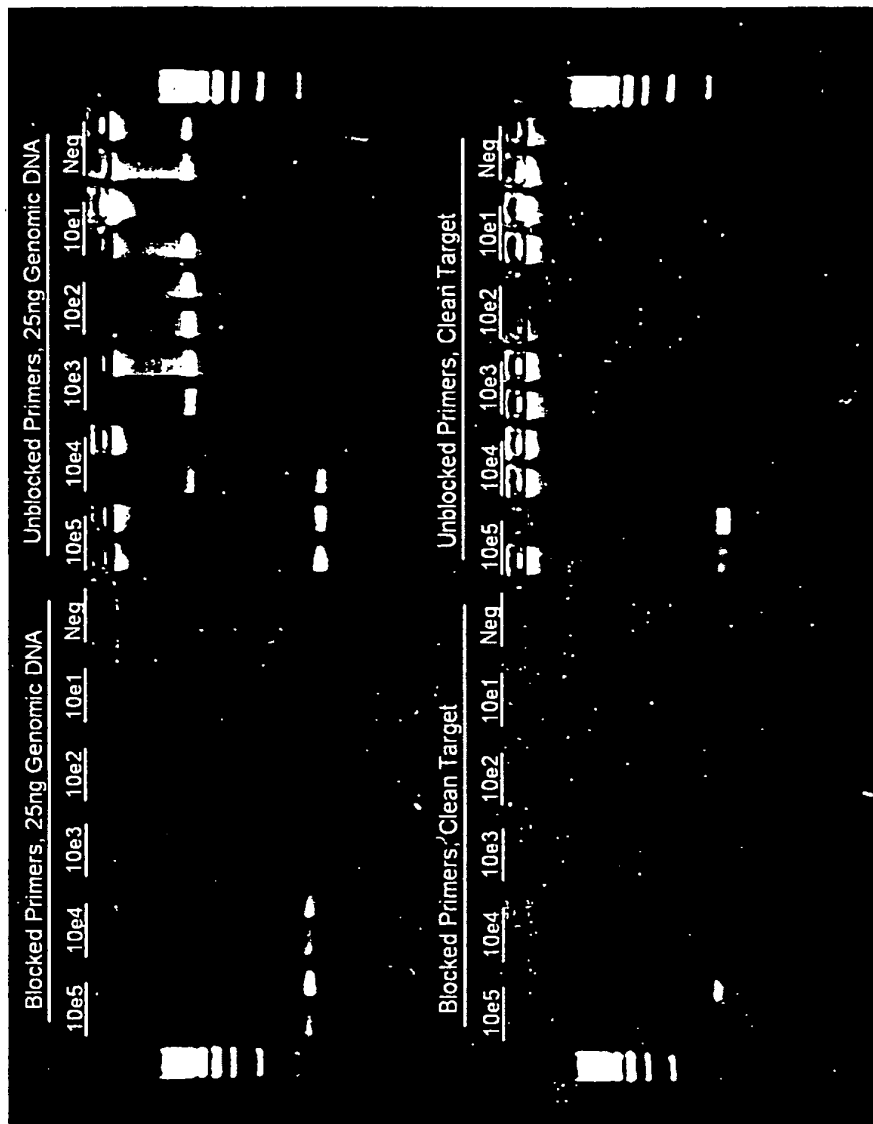 Blocked Primers, 25ng Genomic DNA
Unblocked Primers, 25ng Genomic DNA
10e5 10e4 10e3 10e2 10e1 Neg 10e5 10e4 10e3 10e2 10e1 Neg
Blocked Primers, Clean Target
Unblocked Primers, Clean Target
10e5 10e4 10e3 10e2 10e1 Neg 10e5 10e4 10e3 10e2 10e1 Neg